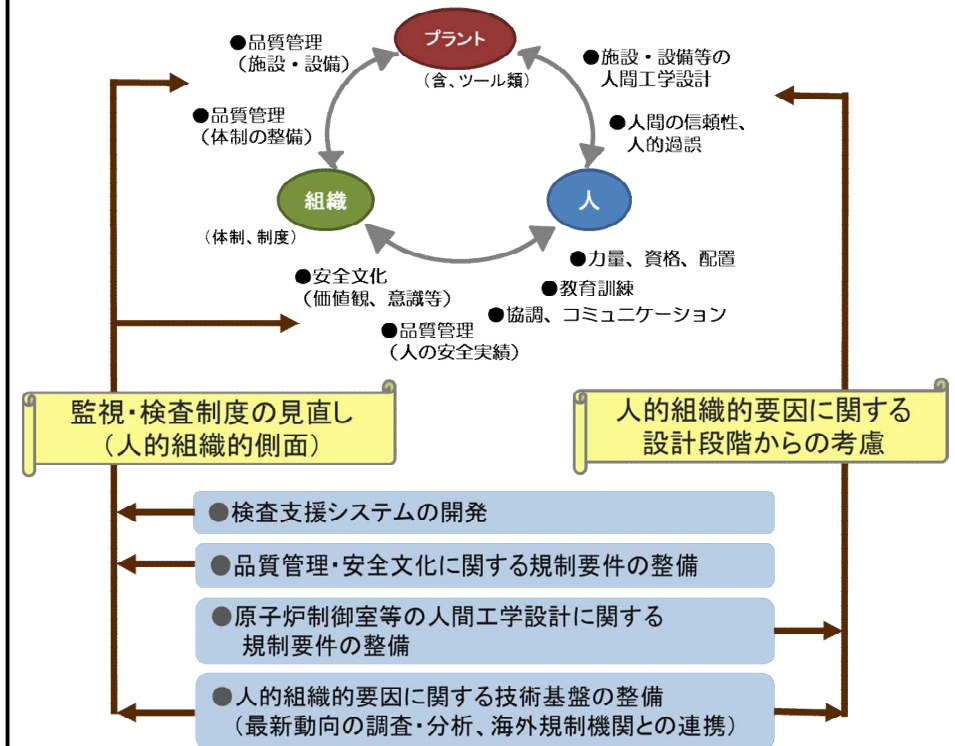 プラント
(含、ツール類)
●品質管理
(施設・設備)
●品質管理
(体制の整備)
●施設・設備等の
人間工学設計
●人間の信頼性、
人的過誤
組織
(体制、制度)
人
●安全文化
(価値観、意識等)
●品質管理
(人の安全実績)
●力量、資格、配置
●教育訓練
●協調、コミュニケーション
監視・検査制度の見直し
(人的組織的側面)
人的組織的要因に関する
設計段階からの考慮
●検査支援システムの開発
●品質管理・安全文化に関する規制要件の整備
●原子炉制御室等の人間工学設計に関する
規制要件の整備
●人的組織的要因に関する技術基盤の整備
(最新動向の調査・分析、海外規制機関との連携)